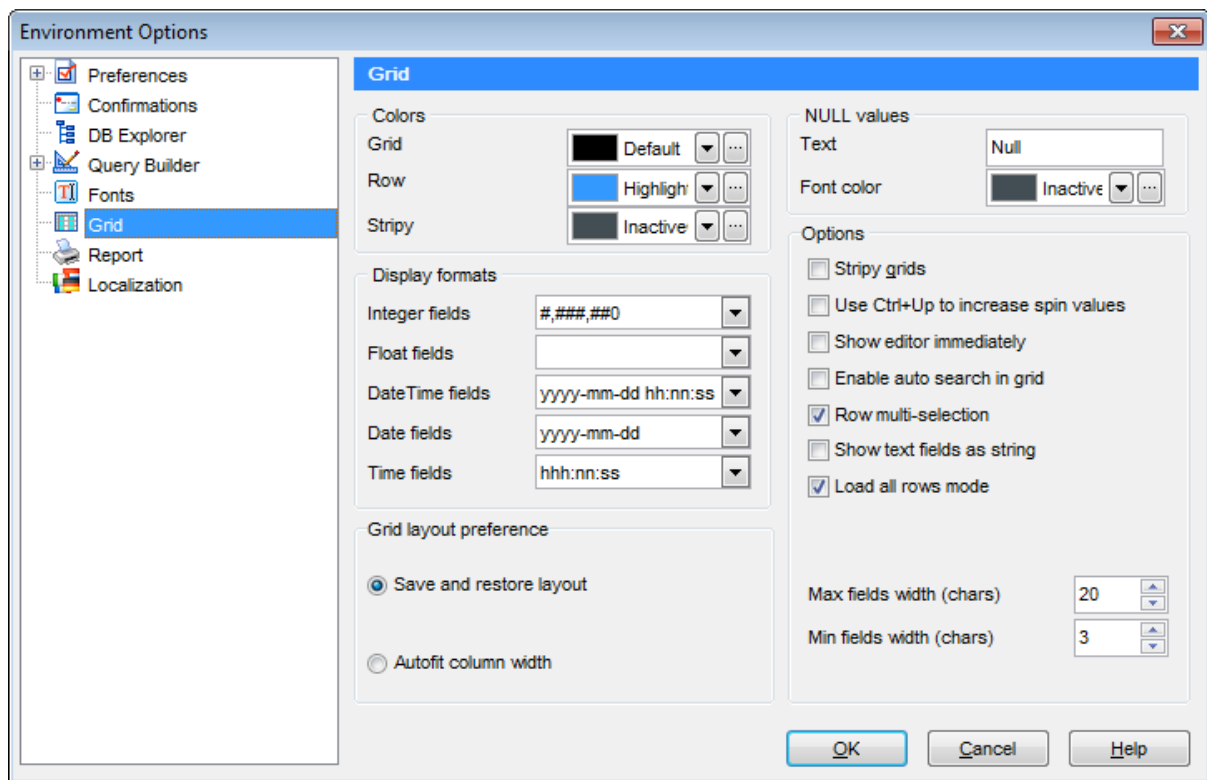 Environment Options
Preferences
Confirmations
DB Explorer
Query Builder
Fonts
Grid
Report
Localization
Grid
Colors
Grid Default
Row Highligh
Stripy Inactive
Display formats
Integer fields #,###,##0
Float fields
DateTime fields yyyy-mm-dd hh:nn:ss
Date fields yyyy-mm-dd
Time fields hhh:nn:ss
Grid layout preference
Save and restore layout
Autofit column width
NULL values
Text Null
Font color Inactive
Options
Stripy grids
Use Ctrl+Up to increase spin values
Show editor immediately
Enable auto search in grid
Row multi-selection
Show text fields as string
Load all rows mode
Max fields width (chars) 20
Min fields width (chars) 3
OK Cancel Help